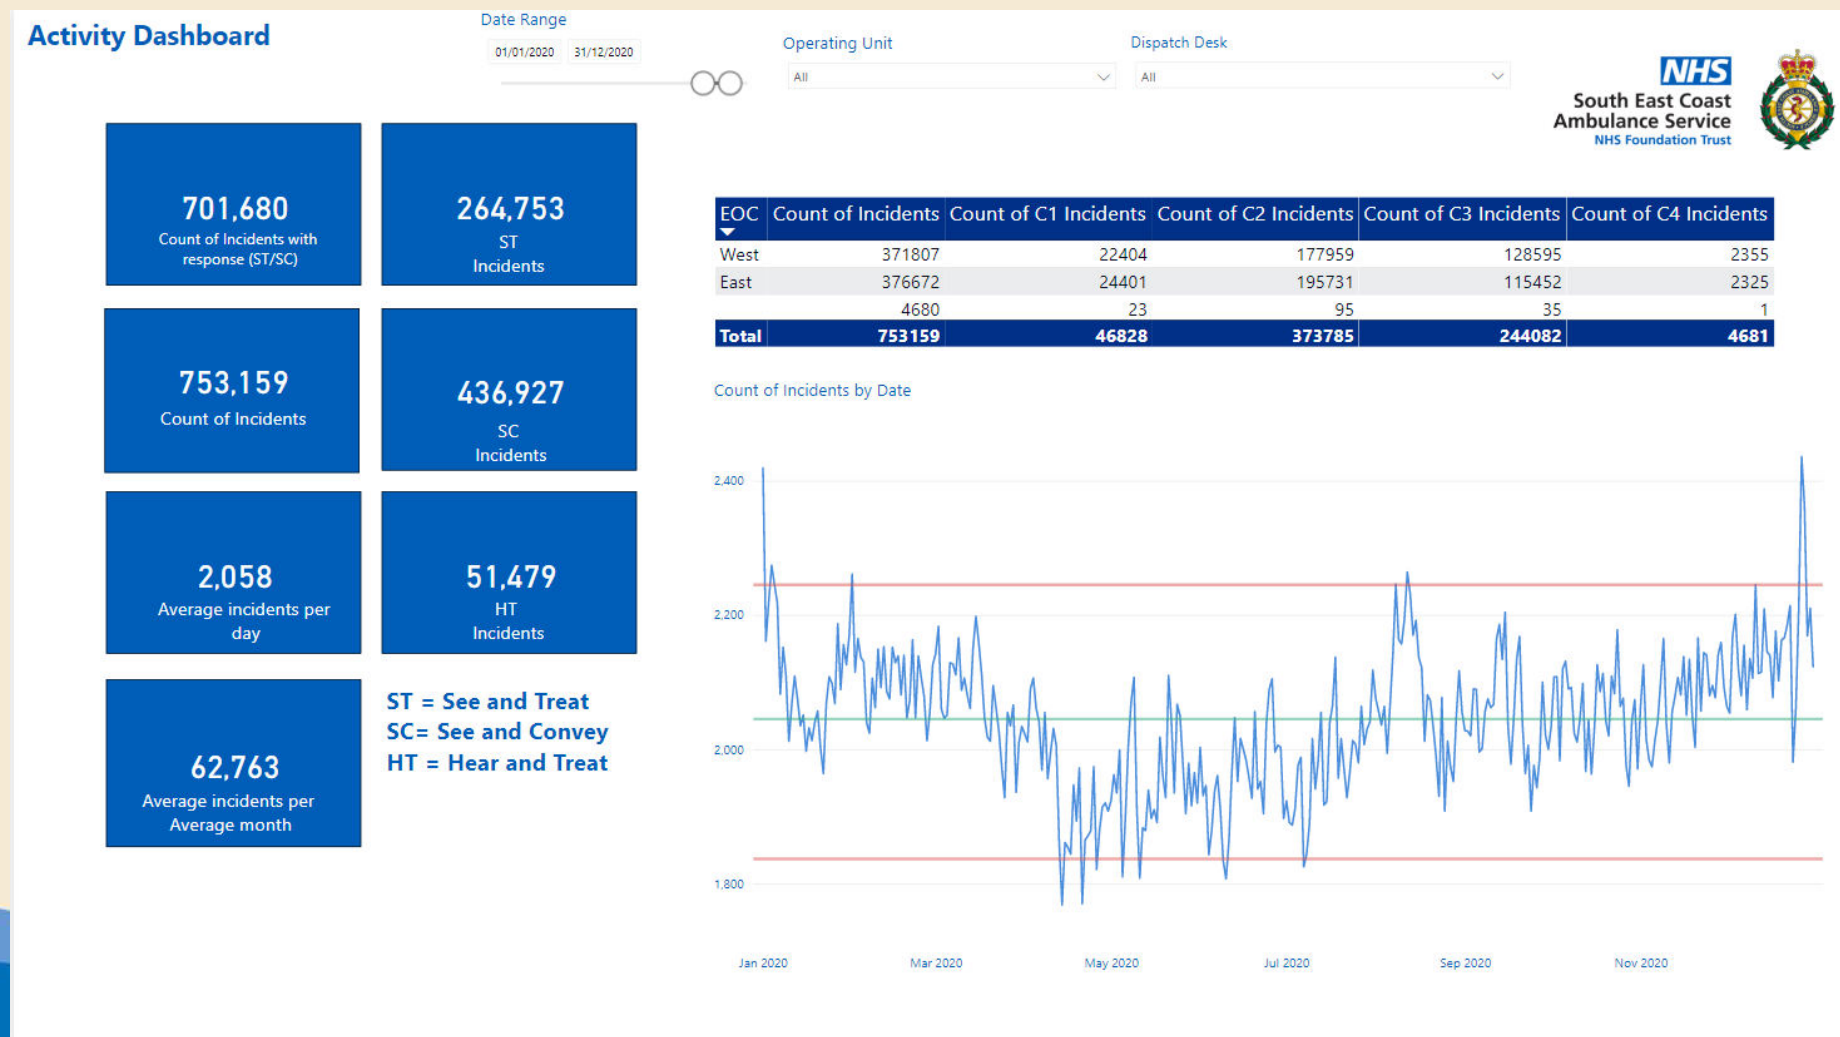 Activity Dashboard
Date Range
01/01/2020 31/12/2020
Operating Unit
All
Dispatch Desk
All
NHS
South East Coast
Ambulance Service
NHS Foundation Trust
701,680
Count of Incidents with
response (ST/SC)
264,753
ST
Incidents
753,159
Count of Incidents
436,927
SC
Incidents
2,058
Average incidents per
day
51,479
HT
Incidents
62,763
Average incidents per
Average month
ST = See and Treat
SC= See and Convey
HT = Hear and Treat
EOC Count of Incidents Count of C1 Incidents Count of C2 Incidents Count of C3 Incidents Count of C4 Incidents
West 371807 22404 177959 128595 2355
East 376672 24401 195731 115452 2325
4680 23 95 35 1
Total 753159 46828 373785 244082 4681
Count of Incidents by Date
2,400
2,200
2,000
1,800
Jan 2020 Mar 2020 May 2020 Jul 2020 Sep 2020 Nov 2020